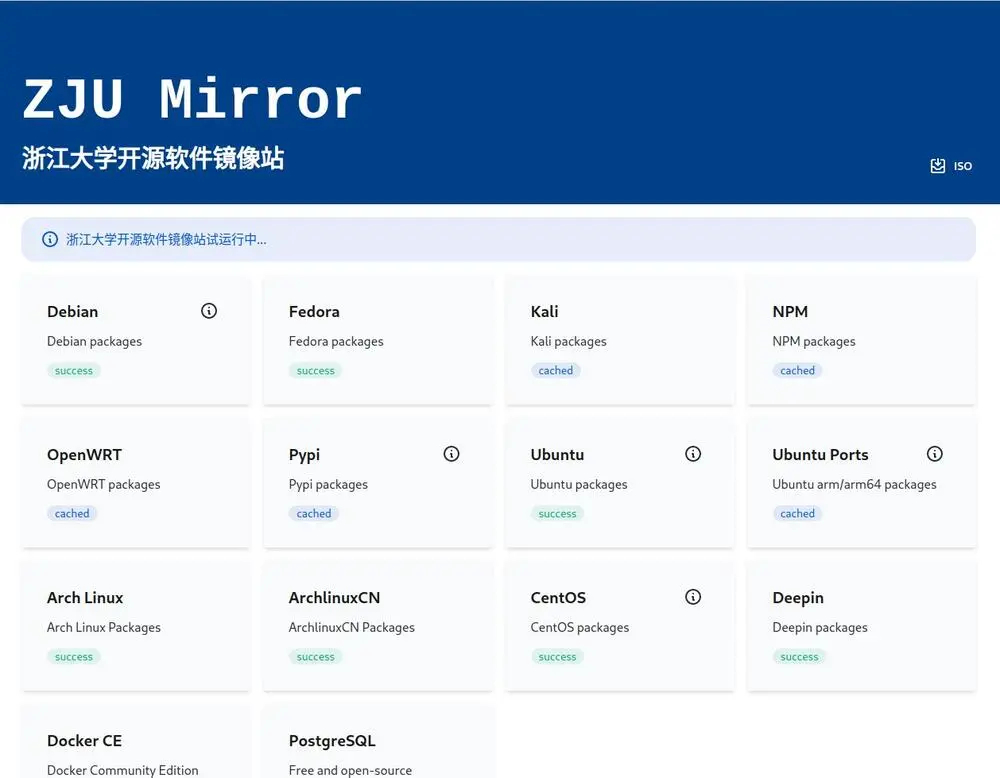 ZJU Mirror
浙江大学开源软件镜像站
ISO
浙江大学开源软件镜像站试运行中...
Debian
Debian packages
success
Fedora
Fedora packages
success
Kali
Kali packages
cached
NPM
NPM packages
cached
OpenWRT
OpenWRT packages
cached
Pypi
Pypi packages
cached
Ubuntu
Ubuntu packages
success
Ubuntu Ports
Ubuntu arm/arm64 packages
cached
Arch Linux
Arch Linux Packages
success
ArchlinuxCN
ArchlinuxCN Packages
success
CentOS
CentOS packages
success
Deepin
Deepin packages
success
Docker CE
Docker Community Edition
PostgreSQL
Free and open-source